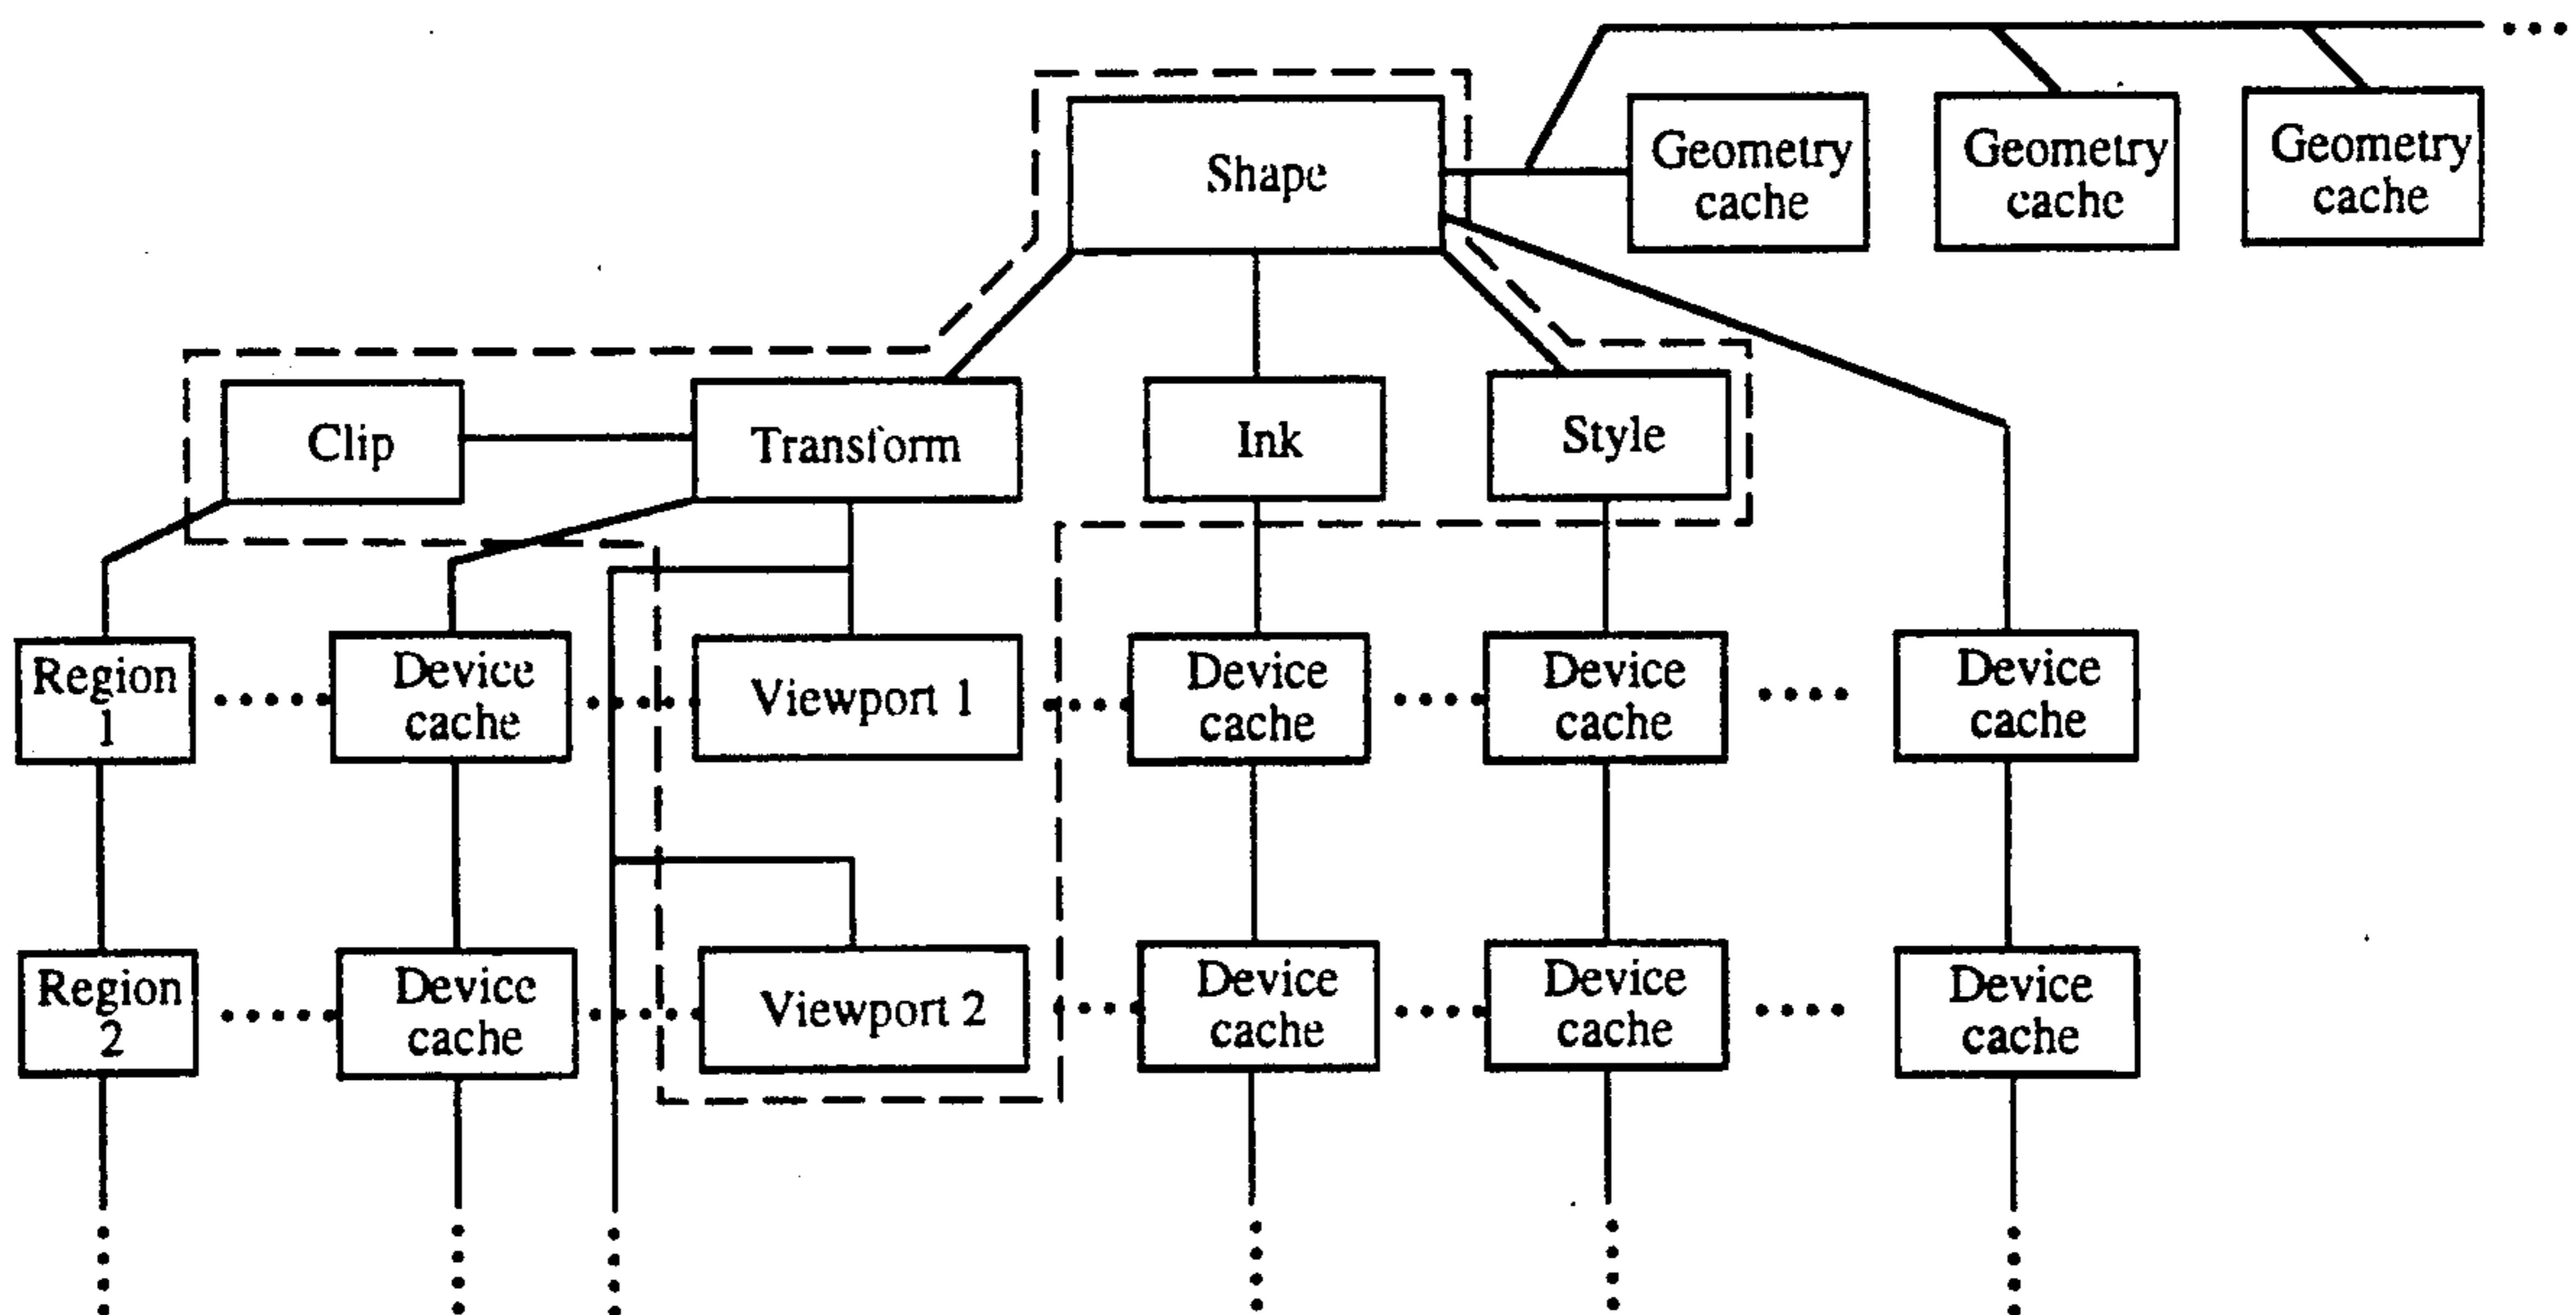 Shape
Geometry
cache
Geometry
cache
Geometry
cache
Clip
Transform
Ink
Style
Region
1
Device
cache
Viewport 1
Device
cache
Device
cache
Device
cache
Region
2
Device
cache
Viewport 2
Device
cache
Device
cache
Device
cache